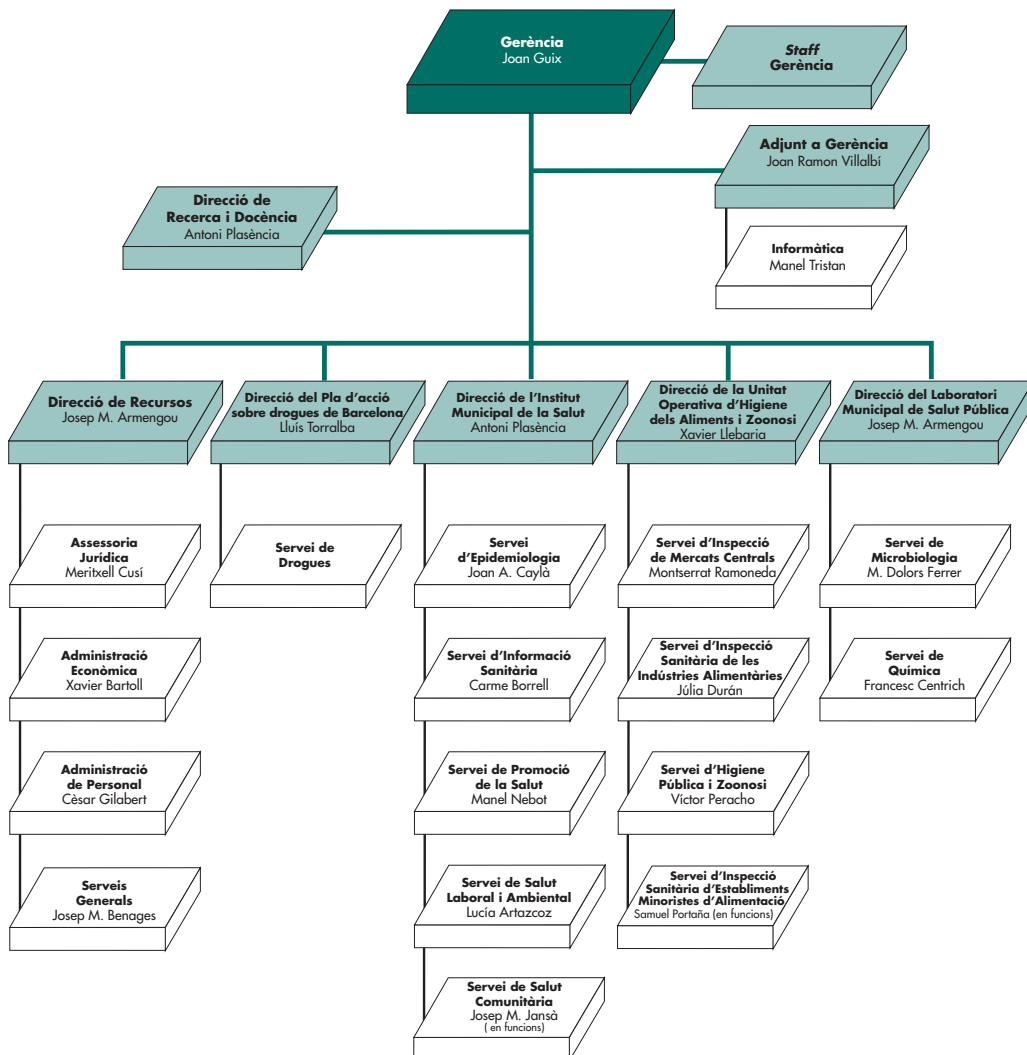 Gerència
Joan Guix
Staff
Gerència
Adjunt a Gerència
Joan Ramon Villalbí
Direcció de
Recerca i Docència
Antoni Plasència
Informàtica
Manel Tristan
Direcció de Recursos
Josep M. Armengou
Direcció del Pla d'acció
sobre drogues de Barcelona
Lluís Torralba
Direcció de l'Institut
Municipal de la Salut
Antoni Plasència
Direcció de la Unitat
Operativa d'Higiene
dels Aliments i Zoonosi
Xavier Llebaria
Direcció del Laboratori
Municipal de Salut Pública
Josep M. Armengou
Assessoria
Jurídica
Meritxell Cusí
Administració
Econòmica
Xavier Bartoll
Administració
de Personal
Cèsar Gilabert
Serveis
Generals
Josep M. Benages
Servei de
Drogues
Servei
d'Epidemiologia
Joan A. Caylà
Servei d'Informació
Sanitària
Carme Borrell
Servei de Promoció
de la Salut
Manel Nebot
Servei de Salut
Laboral i Ambiental
Lucía Artazcoz
Servei de Salut
Comunitària
Josep M. Jansà
( en funcions)
Servei d'Inspecció
de Mercats Centrals
Montserrat Ramoneda
Servei d'Inspecció
Sanitària de les
Indústries Alimentàries
Júlia Durán
Servei d'Higiene
Pública i Zoonosi
Víctor Peracho
Servei d'Inspecció
Sanitària d'Establiments
Minoristes d'Alimentació
Samuel Portaña (en funcions)
Servei de
Microbiologia
M. Dolors Ferrer
Servei de
Química
Francesc Centrich